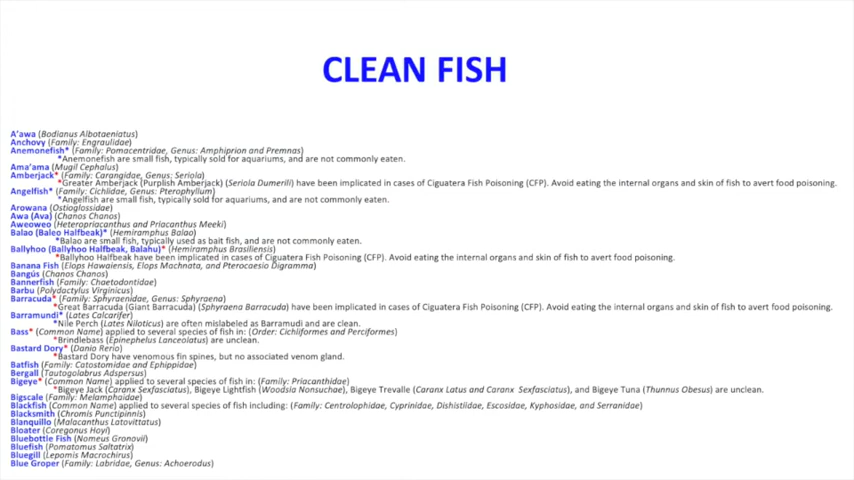 CLEAN FISH
A'awa (Bodianus Albotaeniatus)
Anchovy (Family: Engraulidae)
Anemonefish* (Family: Pomacentridae, Genus: Amphiprion and Premnas)
*Anemonefish are small fish, typically sold for aquariums, and are not commonly eaten.
Ama'ama (Mugil Cephalus)
Amberjack* (Family: Carangidae, Genus: Seriola)
*Greater Amberjack (Purplish Amberjack) (Seriola Dumerili) have been implicated in cases of Ciguatera Fish Poisoning (CFP). Avoid eating the internal organs and skin of fish to avert food poisoning.
Angelfish* (Family: Cichlidae, Genus: Pterophyllum)
*Angelfish are small fish, typically sold for aquariums, and are not commonly eaten.
Arowana (Ostioglossidae)
Awa (Ava) (Chanos Chanos)
Aweoweo (Heteropriacanthus and Priacanthus Meeki)
Balao (Baleo Halfbeak)* (Hemiramphus Balao)
*Balao are small fish, typically used as bait fish, and are not commonly eaten.
Ballyhoo (Ballyhoo Halfbeak, Balahu)* (Hemiramphus Brasiliensis)
*Ballyhoo Halfbeak have been implicated in cases of Ciguatera Fish Poisoning (CFP). Avoid eating the internal organs and skin of fish to avert food poisoning.
Banana Fish (Elops Hawaiensis, Elops Machnata, and Pterocaesio Digramma)
Bangús (Chanos Chanos)
Bannerfish (Family: Chaetodontidae)
Barbu (Polydactylus Virginicus)
Barracuda* (Family: Sphyraenidae, Genus: Sphyraena)
*Great Barracuda (Giant Barracuda) (Sphyraena Barracuda) have been implicated in cases of Ciguatera Fish Poisoning (CFP). Avoid eating the internal organs and skin of fish to avert food poisoning.
Barramundi* (Lates Calcarifer)
*Nile Perch (Lates Niloticus) are often mislabeled as Barramudi and are clean.
Bass* (Common Name) applied to several species of fish in: (Order: Cichliformes and Perciformes)
*Brindlebass (Epinephelus Lanceolatus) are unclean.
Bastard Dory* (Danio Rerio)
*Bastard Dory have venomous fin spines, but no associated venom gland.
Batfish (Family: Catostomidae and Ephippidae)
Bergall (Tautogolabrus Adspersus)
Bigeye* (Common Name) applied to several species of fish in: (Family: Priacanthidae)
*Bigeye Jack (Caranx Sexfasciatus), Bigeye Lightfish (Woodsia Nonsuchae), Bigeye Trevalle (Caranx Latus and Caranx Sexfasciatus), and Bigeye Tuna (Thunnus Obesus) are unclean.
Bigscale (Family: Melamphaidae)
Blackfish (Common Name) applied to several species of fish including: (Family: Centrolophidae, Cyprinidae, Dishistiidae, Escosidae, Kyphosidae, and Serranidae)
Blacksmith (Chromis Punctipinnis)
Blanquillo (Malacanthus Latovittatus)
Bloater (Coregonus Hoyi)
Bluebottle Fish (Nomeus Gronovii)
Bluefish (Pomatomus Saltatrix)
Bluegill (Lepomis Macrochirus)
Blue Groper (Family: Labridae, Genus: Achoerodus)